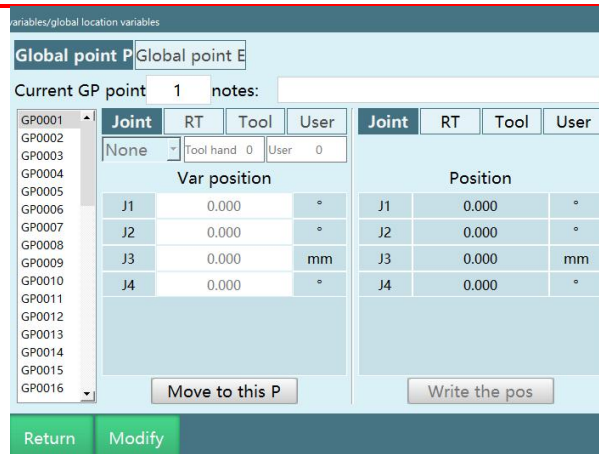 variables/global location variables
Global point P Global point E
Current GP point 1 notes:
GP0001
GP0002
GP0003
GP0004
GP0005
GP0006
GP0007
GP0008
GP0009
GP0010
GP0011
GP0012
GP0013
GP0014
GP0015
GP0016
Joint RT Tool User
None Tool hand 0 User 0
Var position
J1 0.000 °
J2 0.000 °
J3 0.000 mm
J4 0.000 °
Move to this P
Joint RT Tool User
Position
J1 0.000 °
J2 0.000 °
J3 0.000 mm
J4 0.000 °
Write the pos
Return Modify